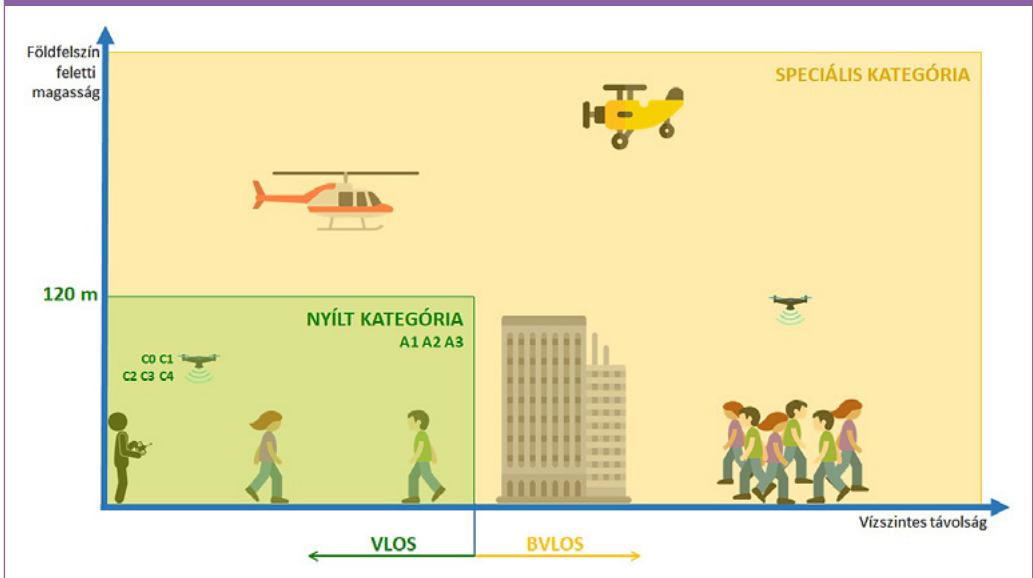 Földfelszín
feletti
magasság
SPECIÁLIS KATEGÓRIA
120 m
NYÍLT KATEGÓRIA
A1 A2 A3
C0 C1
C2 C3 C4
Vízszintes távolság
VLOS
BVLOS